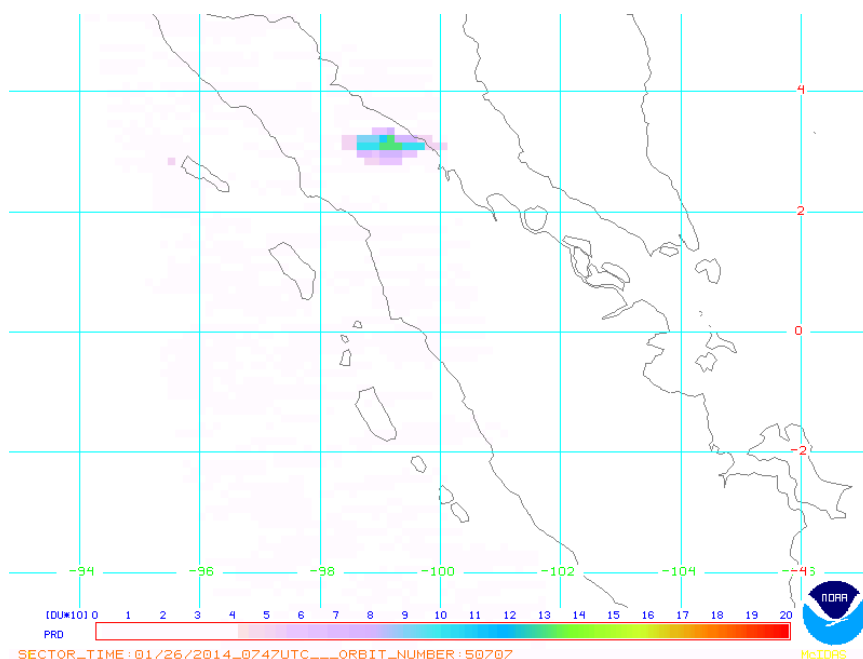 4
2
0
-2
-94 -96 -98 -100 -102 -104 -43
[DU*10] 0 1 2 3 4 5 6 7 8 9 10 11 12 13 14 15 16 17 18 19 20
PRD
NOAA
SECTOR_TIME:01/26/2014_0747UTC___ORBIT_NUMBER:50707
McIDAS